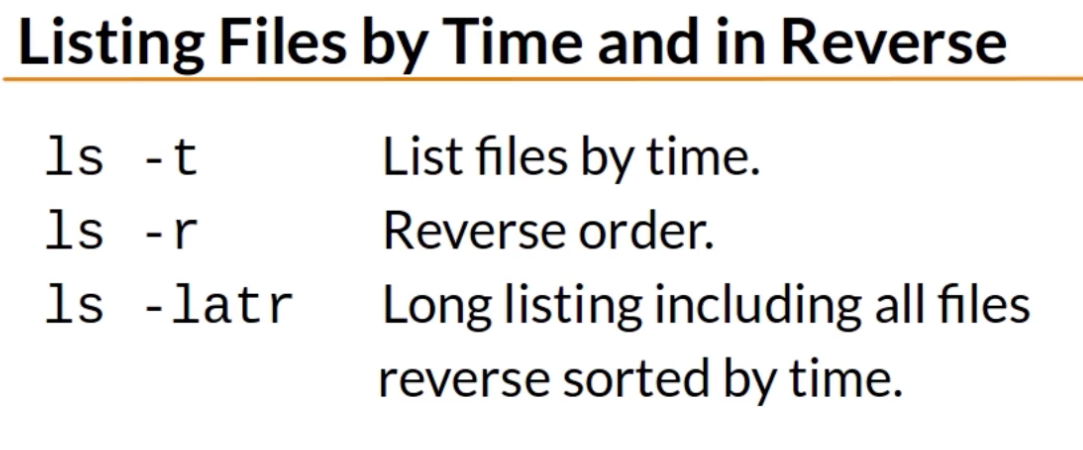 Listing Files by Time and in Reverse
ls -t List files by time.
ls -r Reverse order.
ls -latr Long listing including all files
reverse sorted by time.